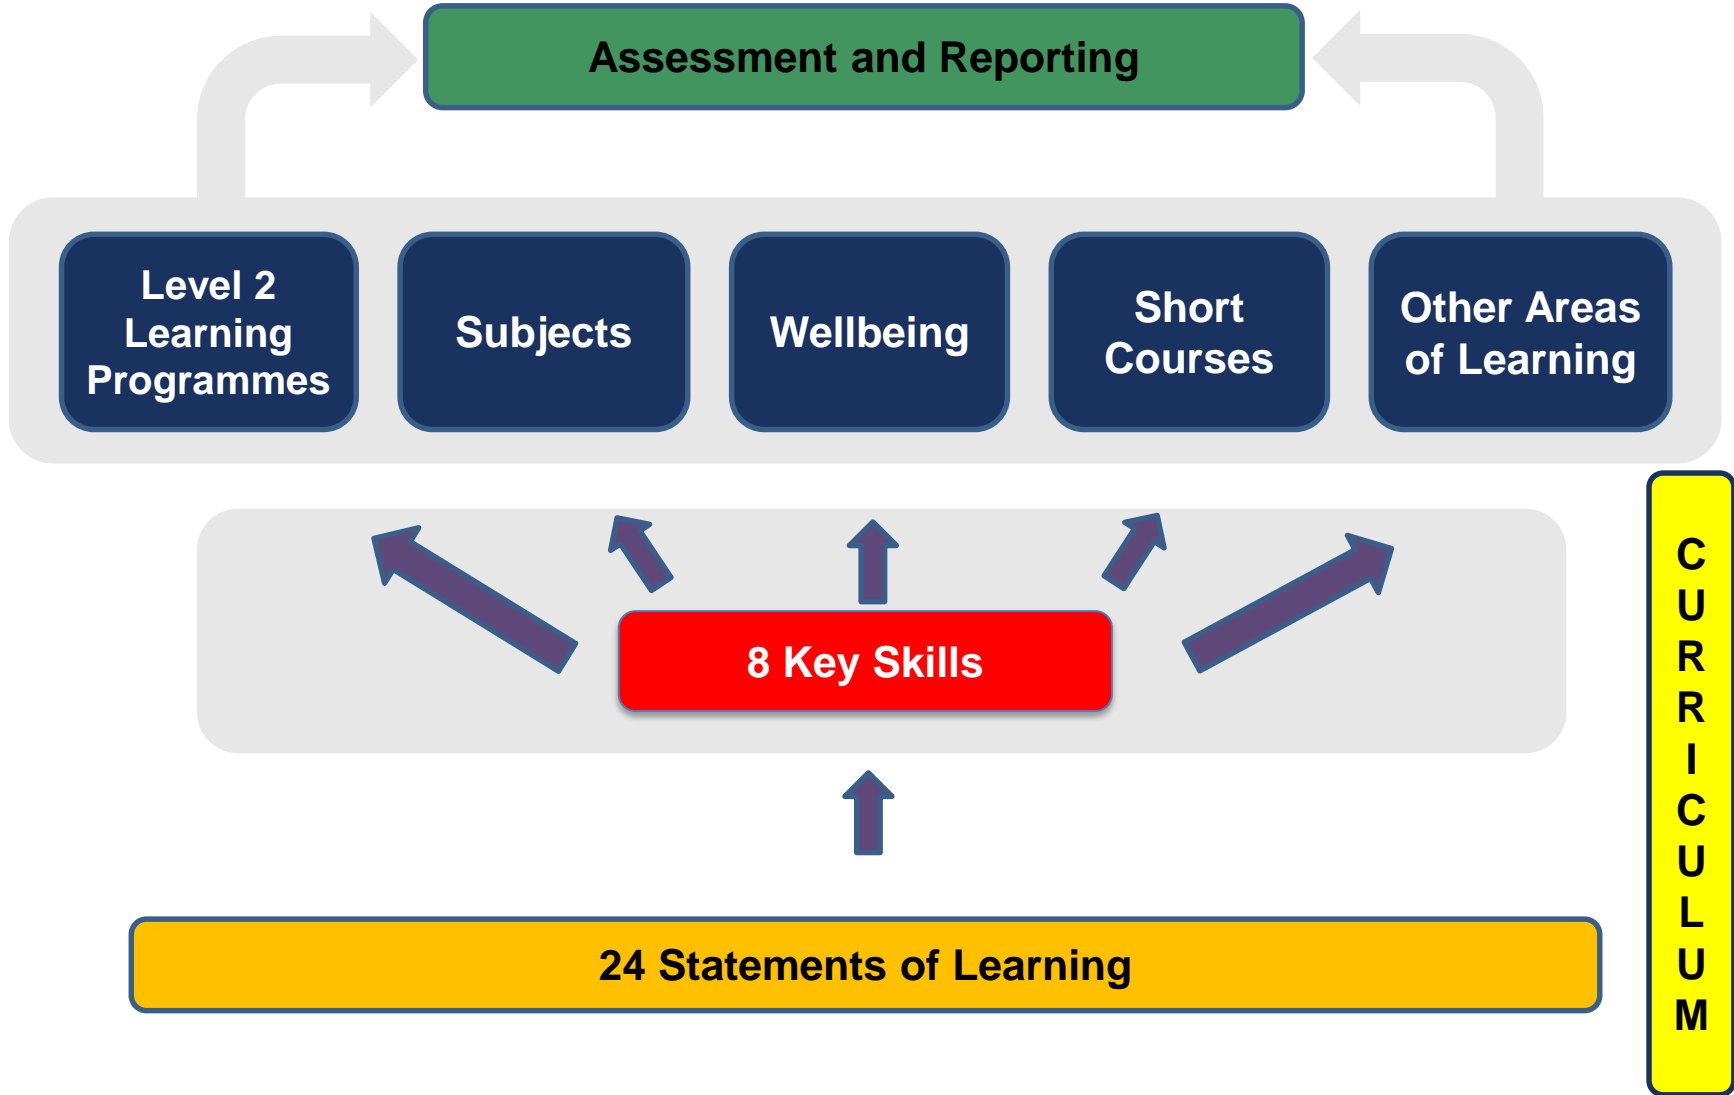 Assessment and Reporting
Level 2
Learning
Programmes
Subjects
Wellbeing
Short
Courses
Other Areas
of Learning
8 Key Skills
24 Statements of Learning
C
U
R
R
I
C
U
L
U
M